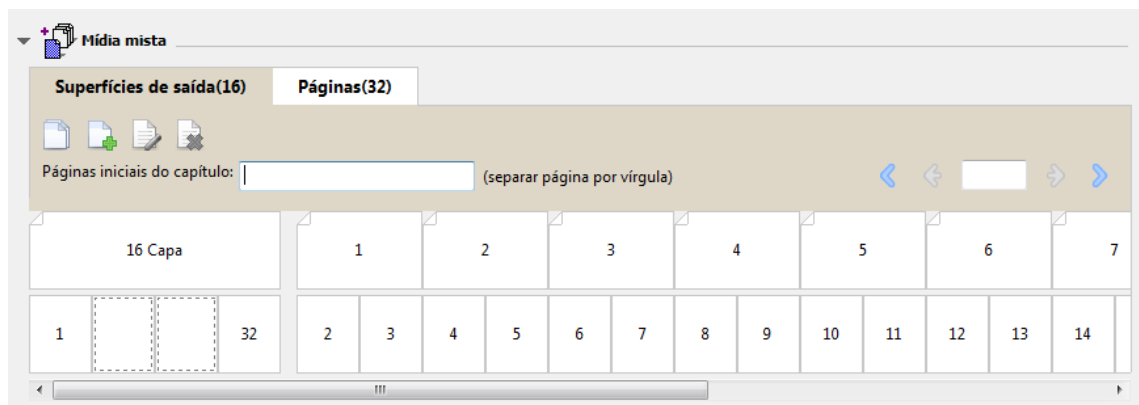 Mídia mista
Superfícies de saída(16) Páginas(32)
Páginas iniciais do capítulo: (separar página por vírgula)
16 Capa 1 2 3 4 5 6 7
1 32 2 3 4 5 6 7 8 9 10 11 12 13 14